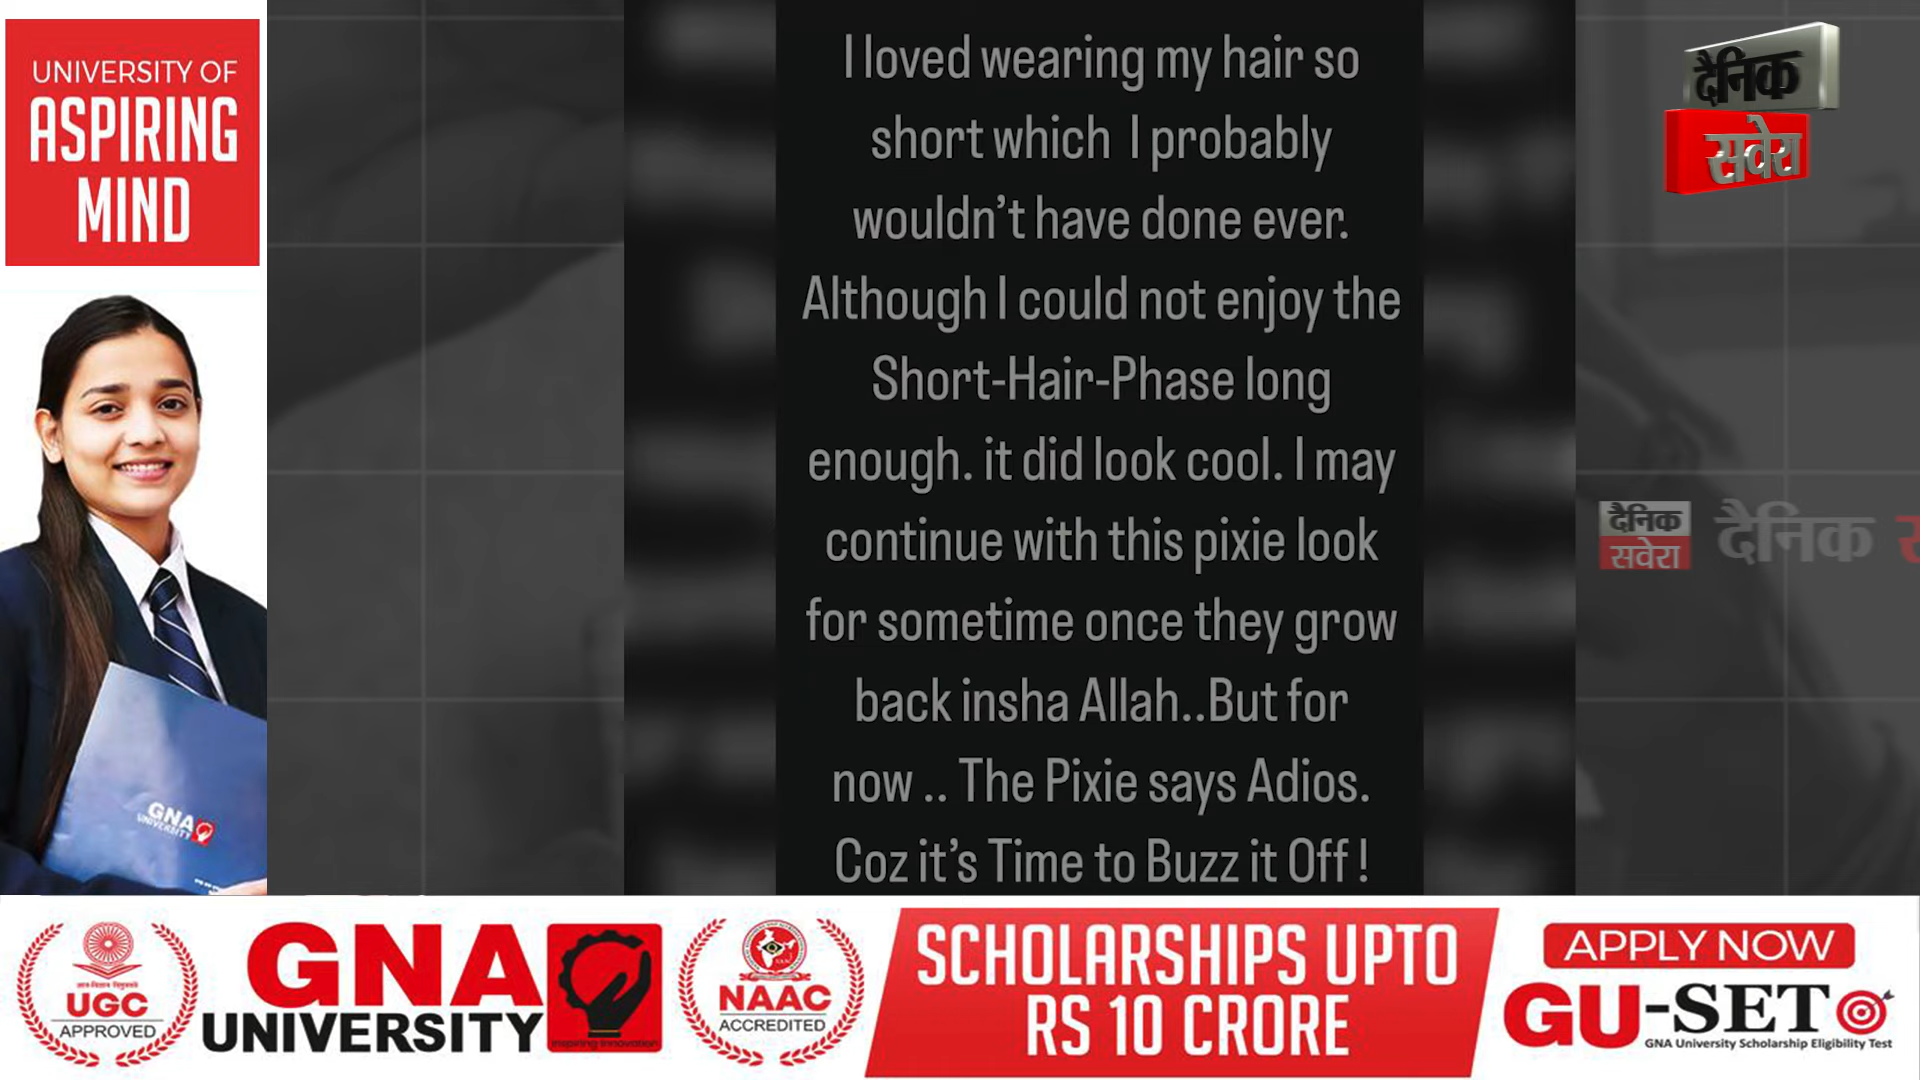 UNIVERSITY OF
ASPIRING
MIND
I loved wearing my hair so
short which I probably
wouldn't have done ever.
Although I could not enjoy the
Short-Hair-Phase long
enough. it did look cool. I may
continue with this pixie look
for sometime once they grow
back insha Allah..But for
now .. The Pixie says Adios.
Coz it's Time to Buzz it Off !
दैनिक
सवेरा
दैनिक
सवेरा
दैनिक स
GNA
UNIVERSITY
UGC
APPROVED
GNA
UNIVERSITY
Inspiring Innovation
NAAC
ACCREDITED
SCHOLARSHIPS UPTO
RS 10 CRORE
APPLY NOW
GU-SET
GNA University Scholarship Eligibility Test